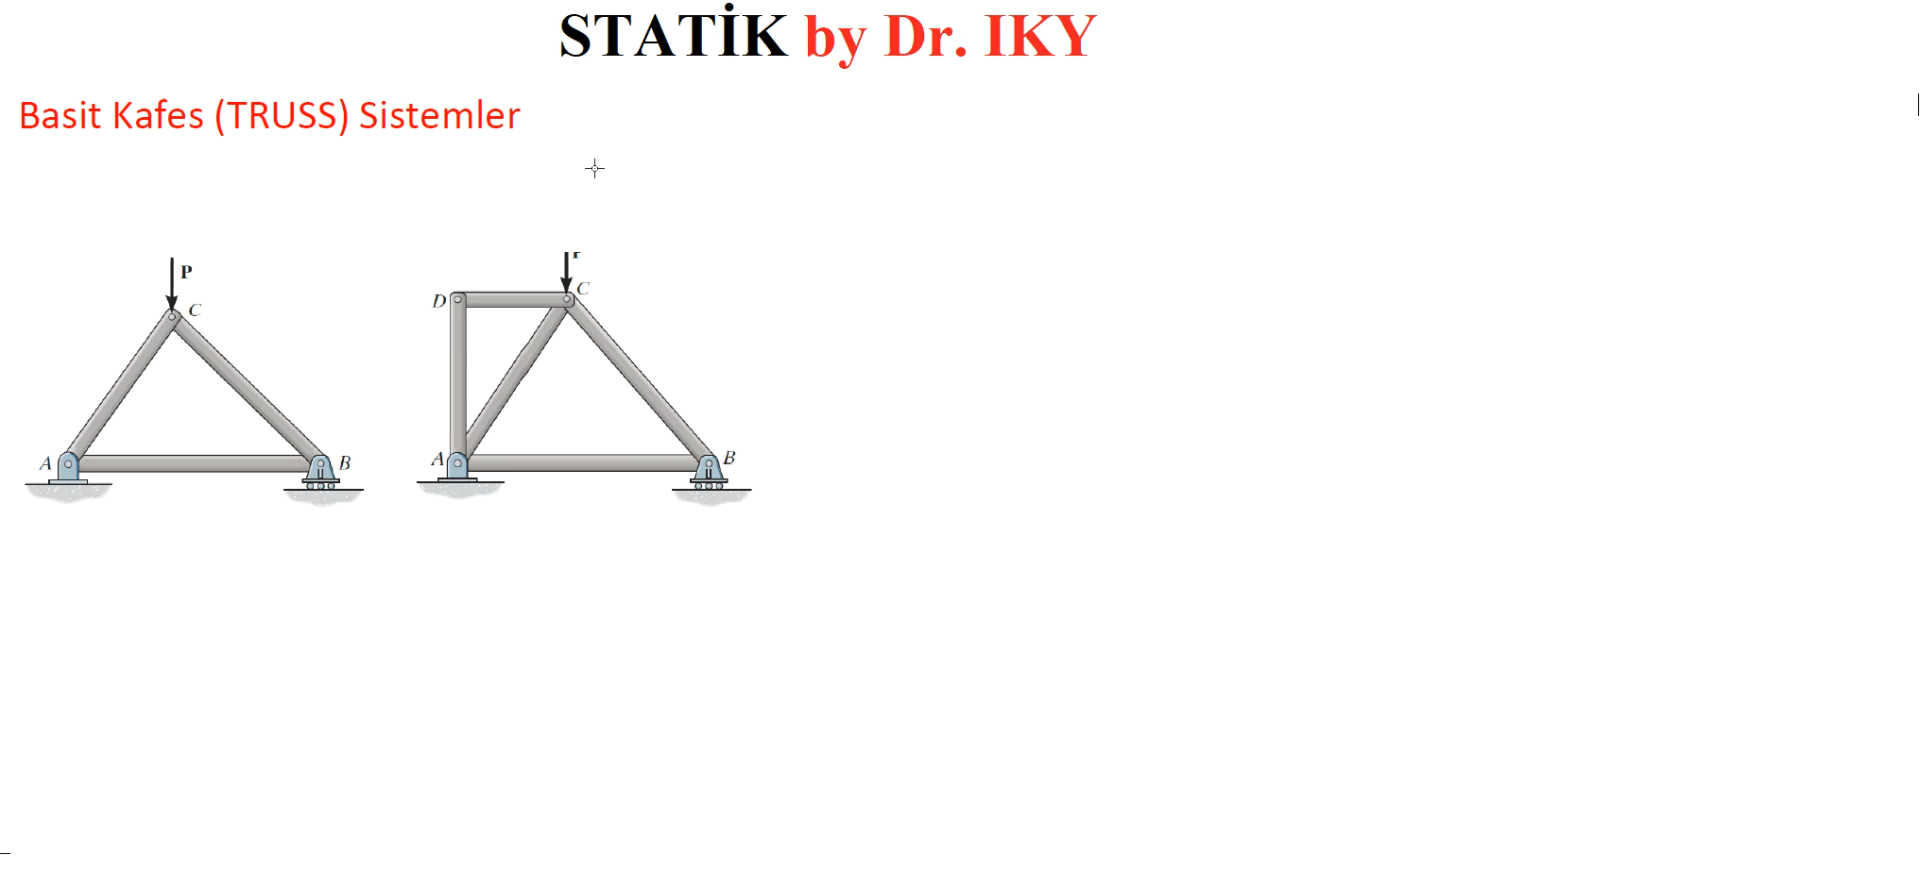 STATİK by Dr. IKY
Basit Kafes (TRUSS) Sistemler
P
C
A
B
D
C
A
B